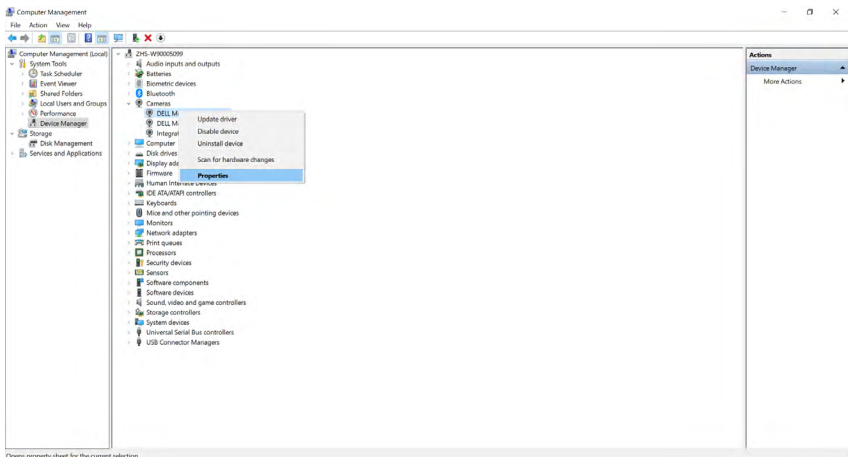 Computer Management
File Action View Help
Computer Management (Local)
System Tools
Task Scheduler
Event Viewer
Shared Folders
Local Users and Groups
Performance
Device Manager
Storage
Disk Management
Services and Applications
ZHS-W90005099
Audio inputs and outputs
Batteries
Biometric devices
Bluetooth
Cameras
DELL M
DELL M
Integrat
Computer
Disk drives
Display ada
Firmware
Human Interface Devices
IDE ATA/ATAPI controllers
Keyboards
Mice and other pointing devices
Monitors
Network adapters
Print queues
Processors
Security devices
Sensors
Software components
Software devices
Sound, video and game controllers
Storage controllers
System devices
Universal Serial Bus controllers
USB Connector Managers
Update driver
Disable device
Uninstall device
Scan for hardware changes
Properties
Actions
Device Manager
More Actions
Opens property sheet for the current selection.